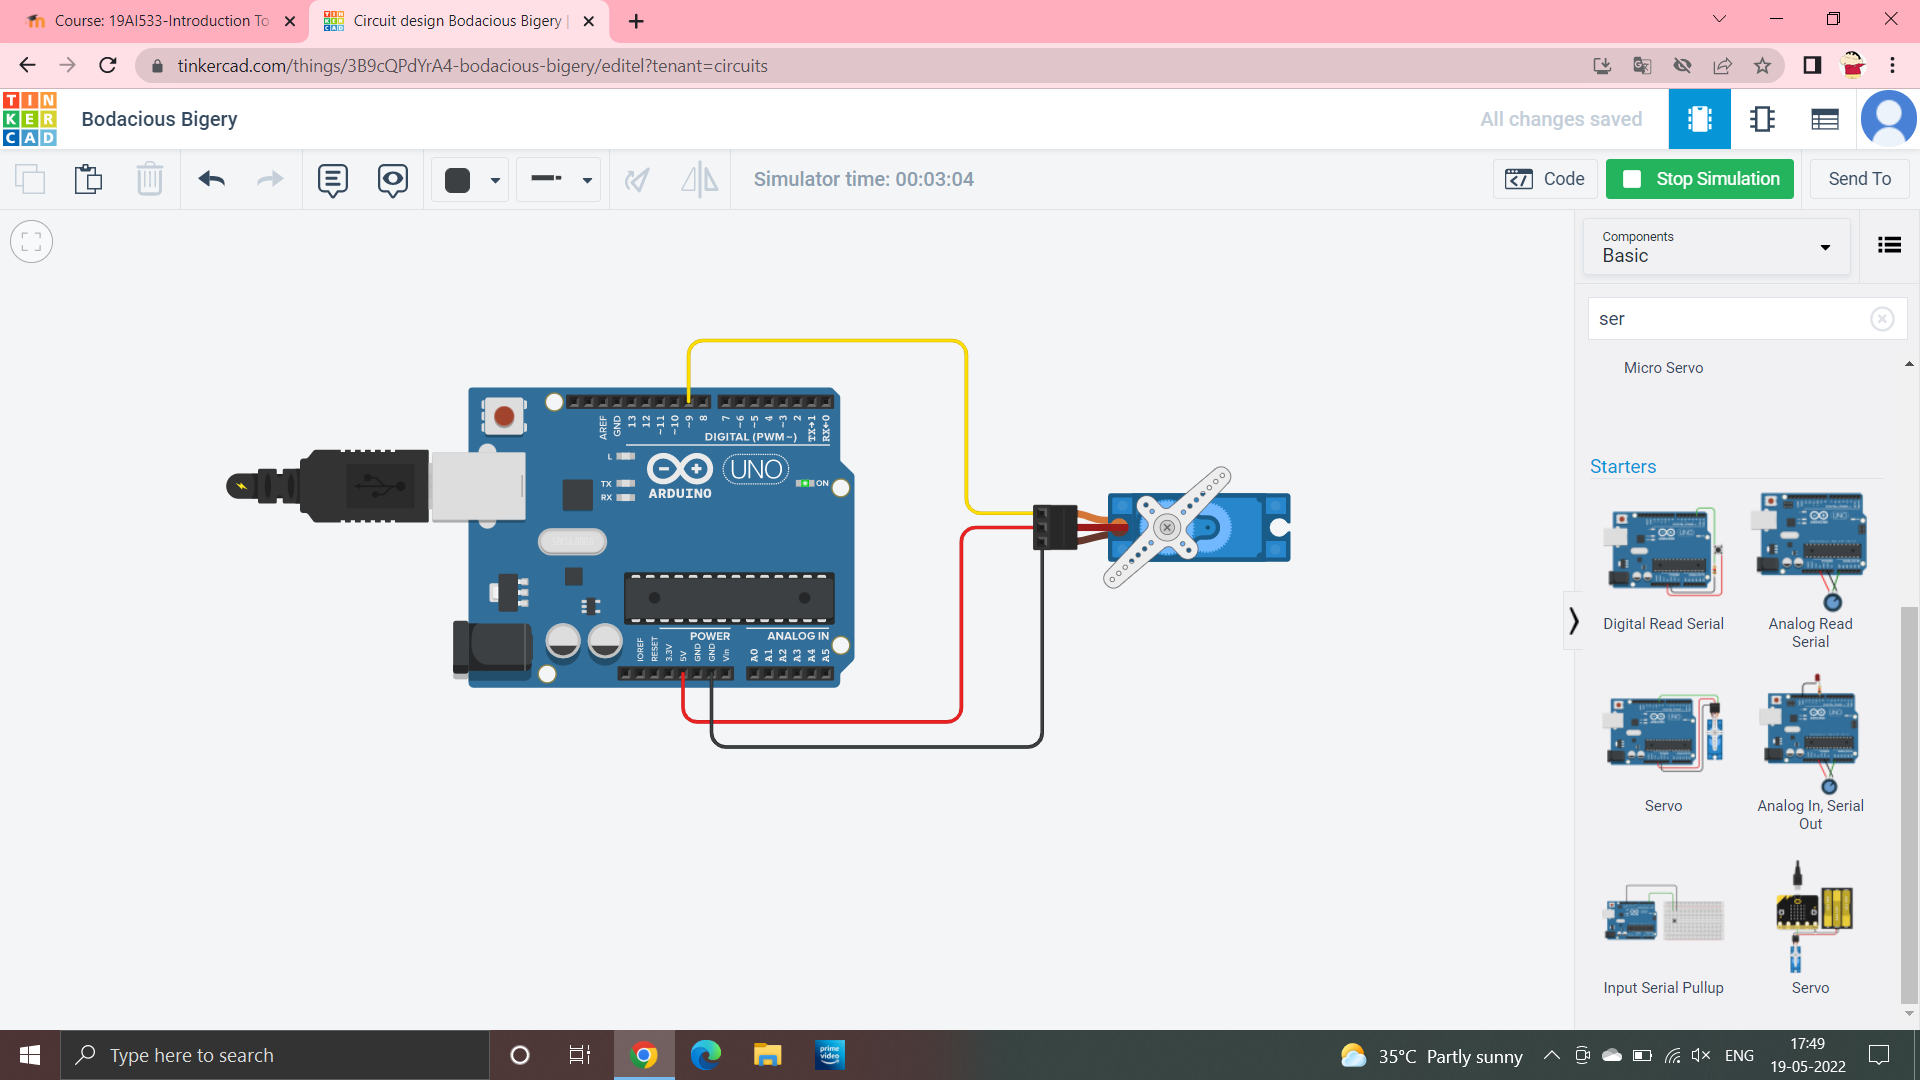 Course: 19AI533-Introduction To
Circuit design Bodacious Bigery |
tinkercad.com/things/3B9cQPdYrA4-bodacious-bigery/editel?tenant=circuits
TIN
KER
CAD
Bodacious Bigery
All changes saved
Simulator time: 00:03:04
Code
Stop Simulation
Send To
Components
Basic
ser
Micro Servo
Starters
Digital Read Serial
Analog Read
Serial
Servo
Analog In, Serial
Out
Input Serial Pullup
Servo
AREF
GND
13
12
~11
~10
~9
8
7
~6
~5
4
~3
2
TX→1
RX←0
DIGITAL (PWM~)
L
TX
RX
ARDUINO
UNO
ON
POWER
ANALOG IN
IOREF
RESET
3.3V
5V
GND
GND
Vin
A0
A1
A2
A3
A4
A5
Type here to search
prime
video
35°C Partly sunny
ENG
17:49
19-05-2022